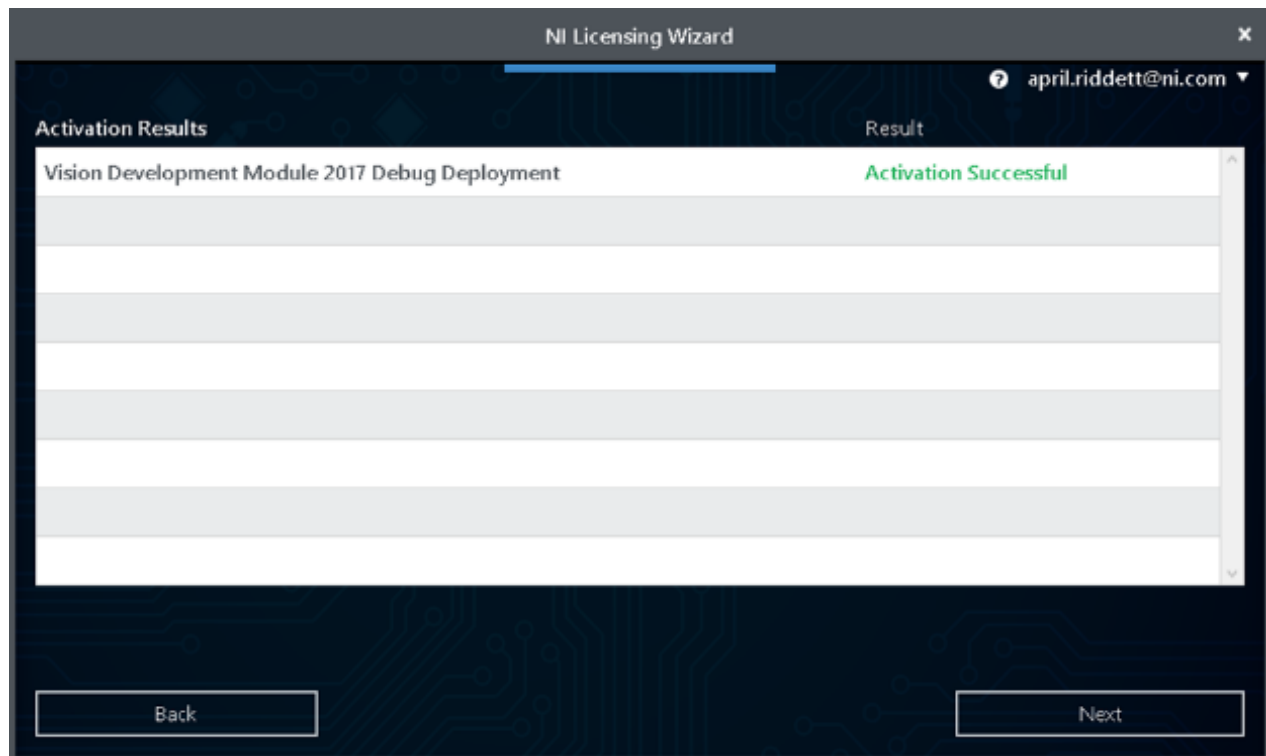 NI Licensing Wizard
april.riddett@ni.com
Activation Results Result
Vision Development Module 2017 Debug Deployment Activation Successful
Back Next